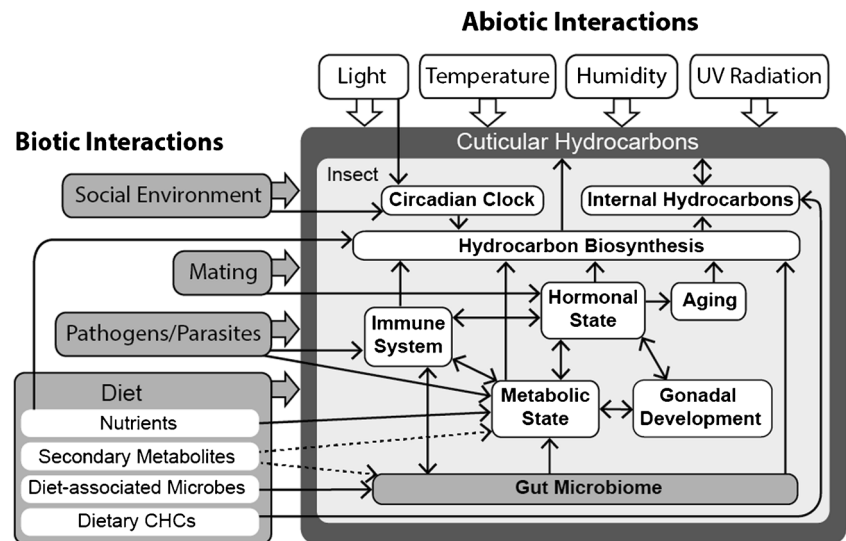 Abiotic Interactions
Light
Temperature
Humidity
UV Radiation
Biotic Interactions
Cuticular Hydrocarbons
Insect
Social Environment
Circadian Clock
Internal Hydrocarbons
Hydrocarbon Biosynthesis
Mating
Hormonal
State
Aging
Pathogens/Parasites
Immune
System
Diet
Metabolic
State
Gonadal
Development
Nutrients
Secondary Metabolites
Diet-associated Microbes
Gut Microbiome
Dietary CHCs